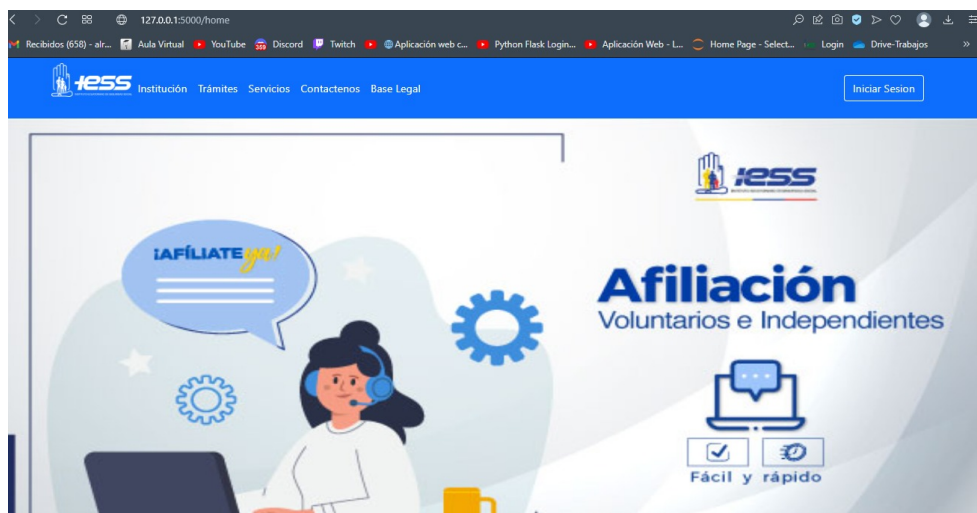 127.0.0.1:5000/home
Recibidos (658) - alr... Aula Virtual YouTube Discord Twitch Aplicación web c... Python Flask Login... Aplicación Web - L... Home Page - Select... Login Drive-Trabajos »
IESS Institución Trámites Servicios Contactenos Base Legal Iniciar Sesion
IESS
¡AFÍLIATE ya!
Afiliación
Voluntarios e Independientes
Fácil y rápido